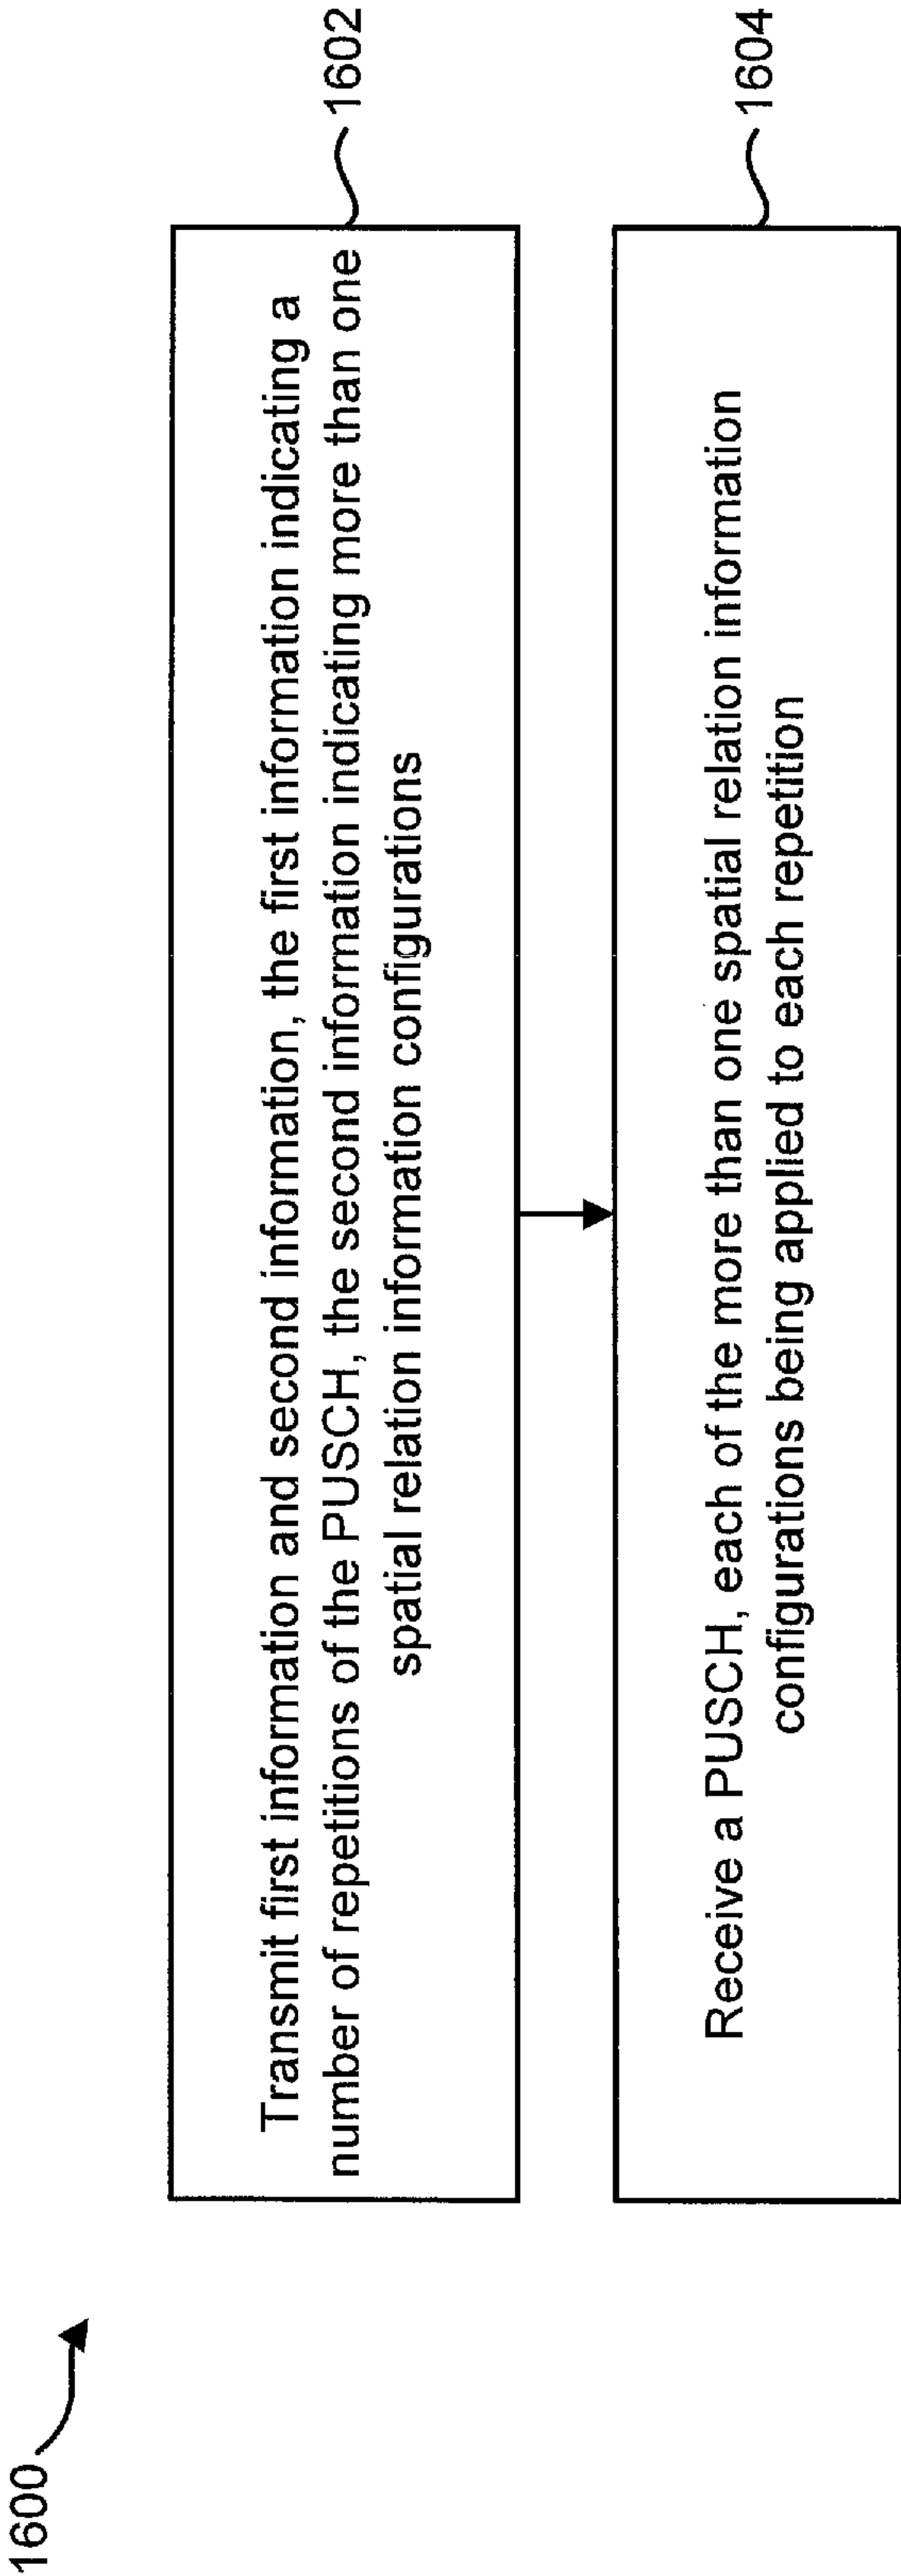 1600
Transmit first information and second information, the first information indicating a
number of repetitions of the PUSCH, the second information indicating more than one
spatial relation information configurations
1602
Receive a PUSCH, each of the more than one spatial relation information
configurations being applied to each repetition
1604